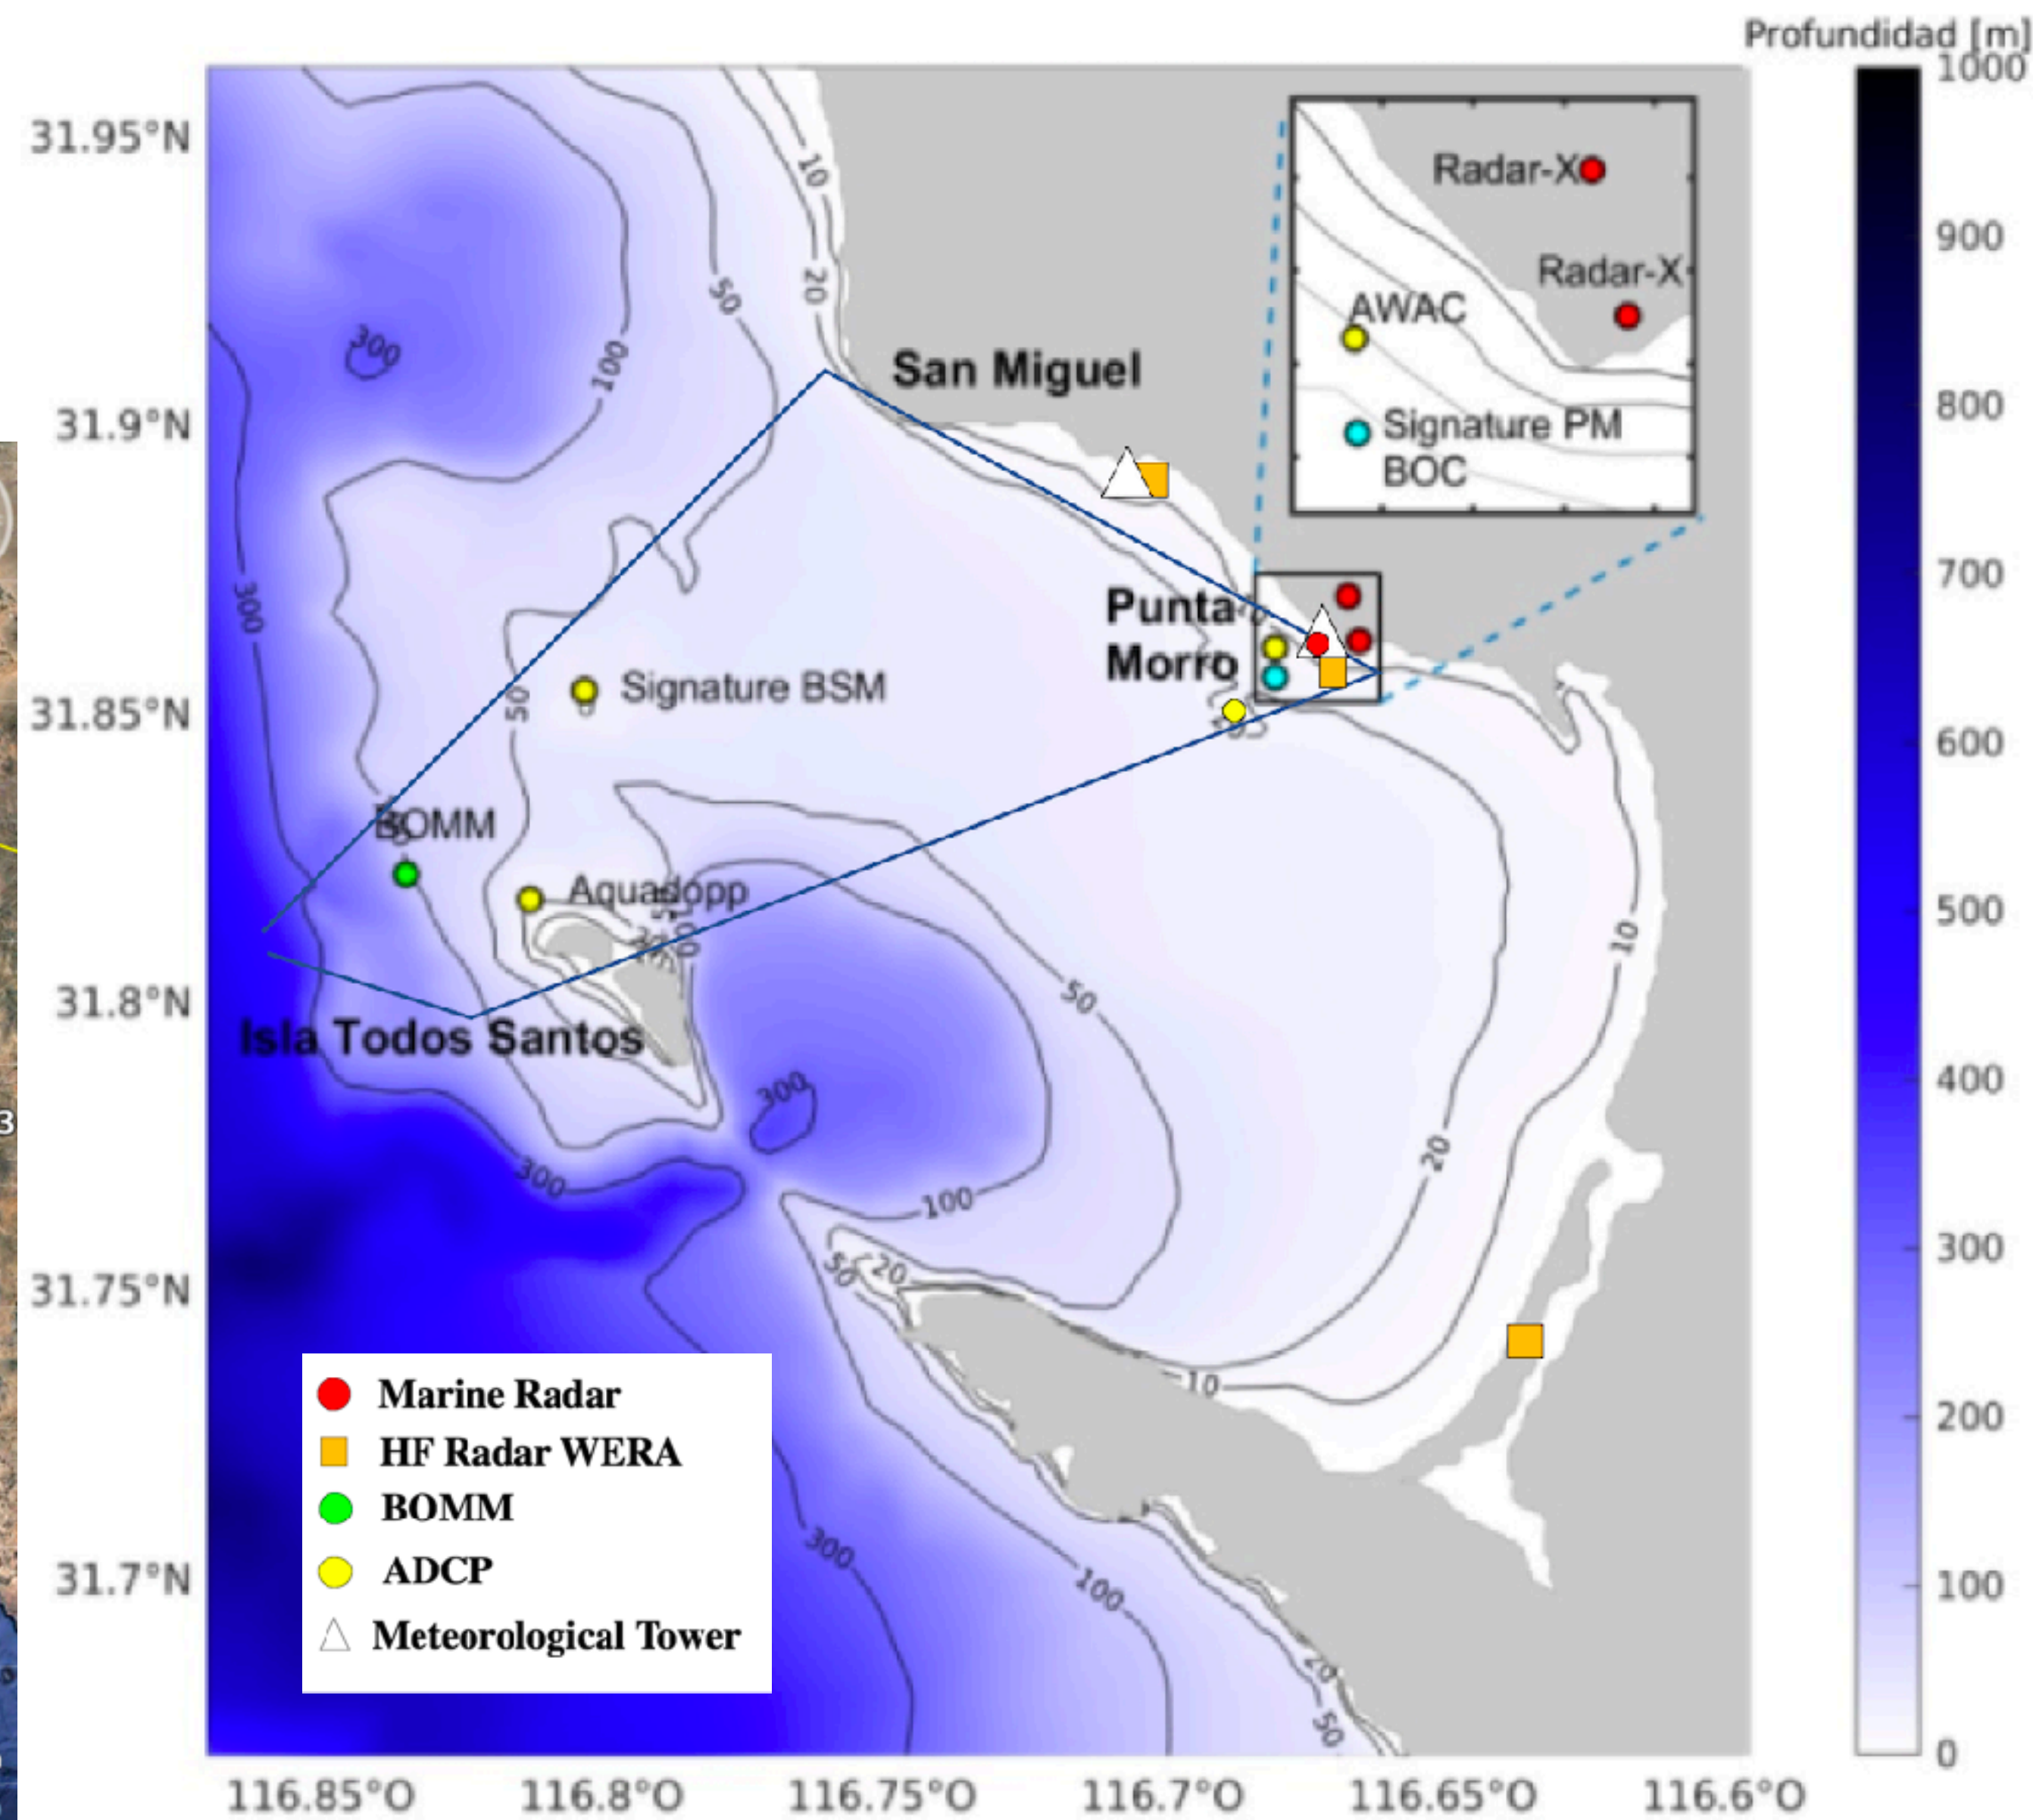 Profundidad [m]
1000
900
800
700
600
500
400
300
200
100
0
31.95°N
31.9°N
31.85°N
31.8°N
31.75°N
31.7°N
116.85°O
116.8°O
116.75°O
116.7°O
116.65°O
116.6°O
10
20
50
100
300
300
San Miguel
Radar-X
Radar-X
AWAC
Signature PM
BOC
Punta
Morro
Signature BSM
50
BOMM
Aquadopp
Isla Todos Santos
10
50
300
300
20
100
50
20
10
300
100
20
50
3
Marine Radar
HF Radar WERA
BOMM
ADCP
Meteorological Tower